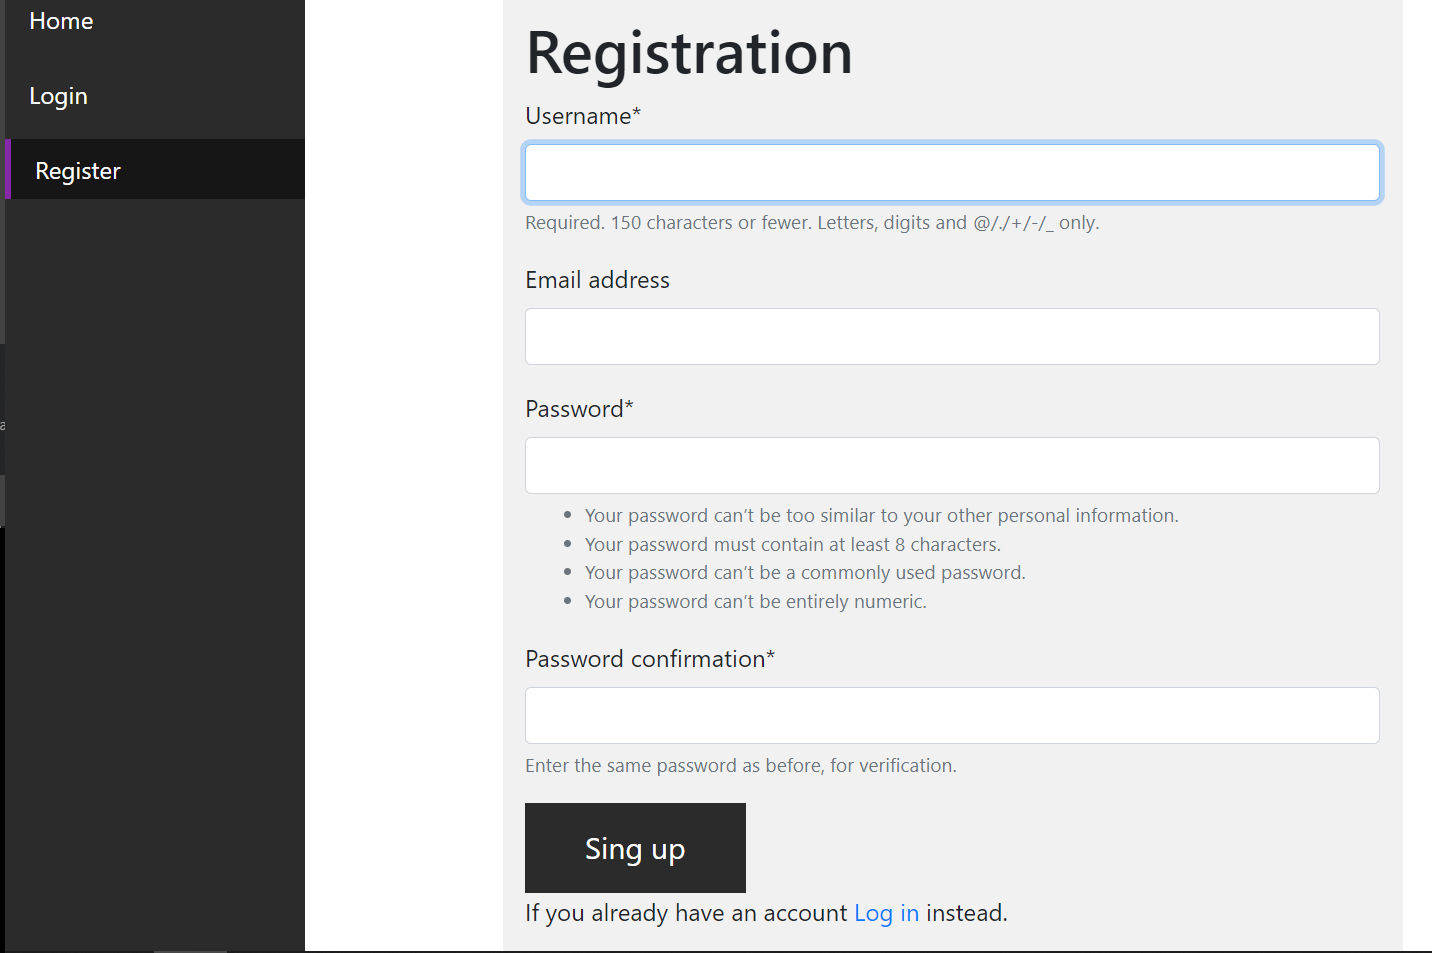 Home
Login
Register
Registration
Username*
Required. 150 characters or fewer. Letters, digits and @/./+/-/_ only.
Email address
Password*
Your password can't be too similar to your other personal information.
Your password must contain at least 8 characters.
Your password can't be a commonly used password.
Your password can't be entirely numeric.
Password confirmation*
Enter the same password as before, for verification.
Sing up
If you already have an account Log in instead.